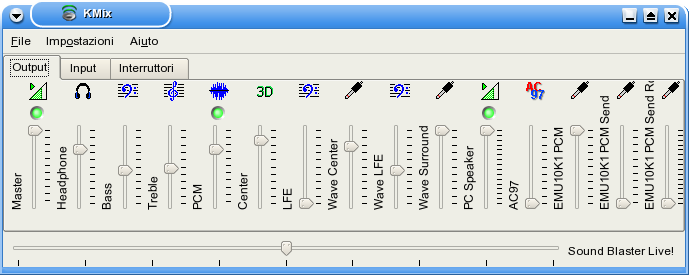 KMix
File Impostazioni Aiuto
Output Input Interruttori
3D
AC
97
Master
Headphone
Bass
Treble
PCM
Center
LFE
Wave Center
Wave LFE
Wave Surround
PC Speaker
AC97
EMU10K1 PCM
EMU10K1 PCM Send
EMU10K1 PCM Send Ro
Sound Blaster Live!